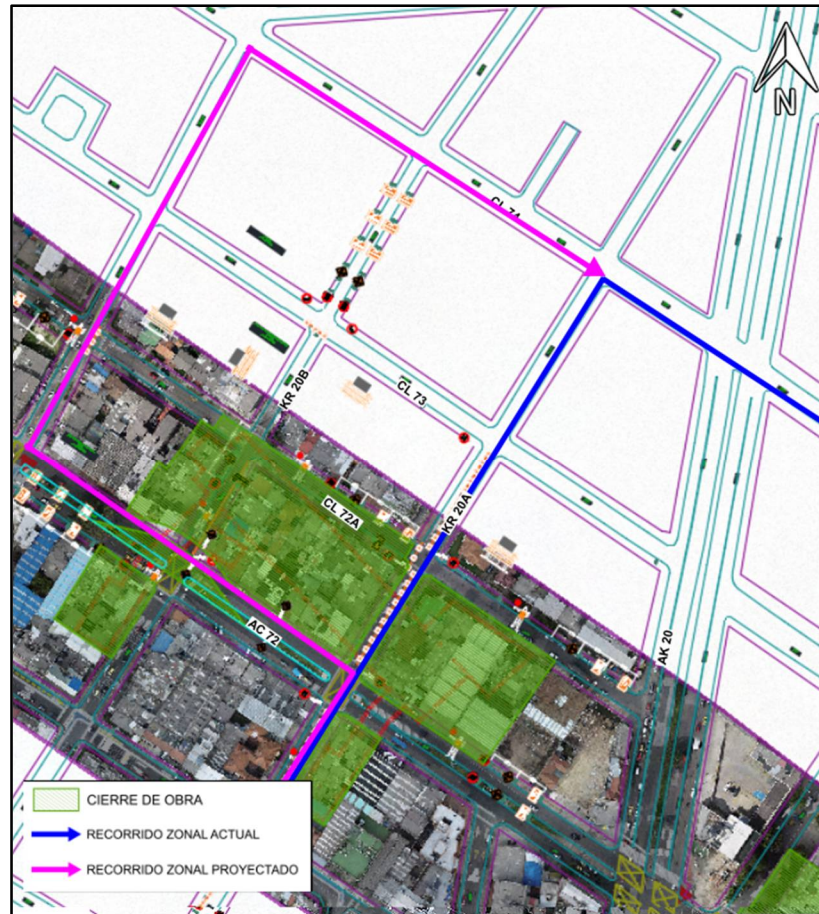 N
CL 74
KR 20B
CL 73
CL 72A
KR 20A
AC 72
AK 20
CIERRE DE OBRA
RECORRIDO ZONAL ACTUAL
RECORRIDO ZONAL PROYECTADO